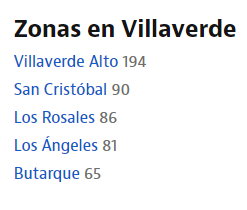 Zonas en Villaverde
Villaverde Alto 194
San Cristóbal 90
Los Rosales 86
Los Ángeles 81
Butarque 65